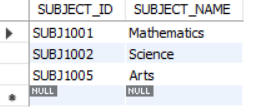 SUBJECT_ID SUBJECT_NAME
SUBJ1001 Mathematics
SUBJ1002 Science
SUBJ1005 Arts
NULL NULL